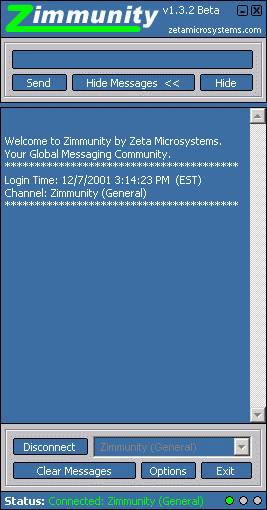 Zimmunity v1.3.2 Beta
zetamicrosystems.com
Send Hide Messages << Hide
Welcome to Zimmunity by Zeta Microsystems.
Your Global Messaging Community.
***************************************
Login Time: 12/7/2001 3:14:23 PM (EST)
Channel: Zimmunity (General)
***************************************
Disconnect Zimmunity (General)
Clear Messages Options Exit
Status: Connected: Zimmunity (General)